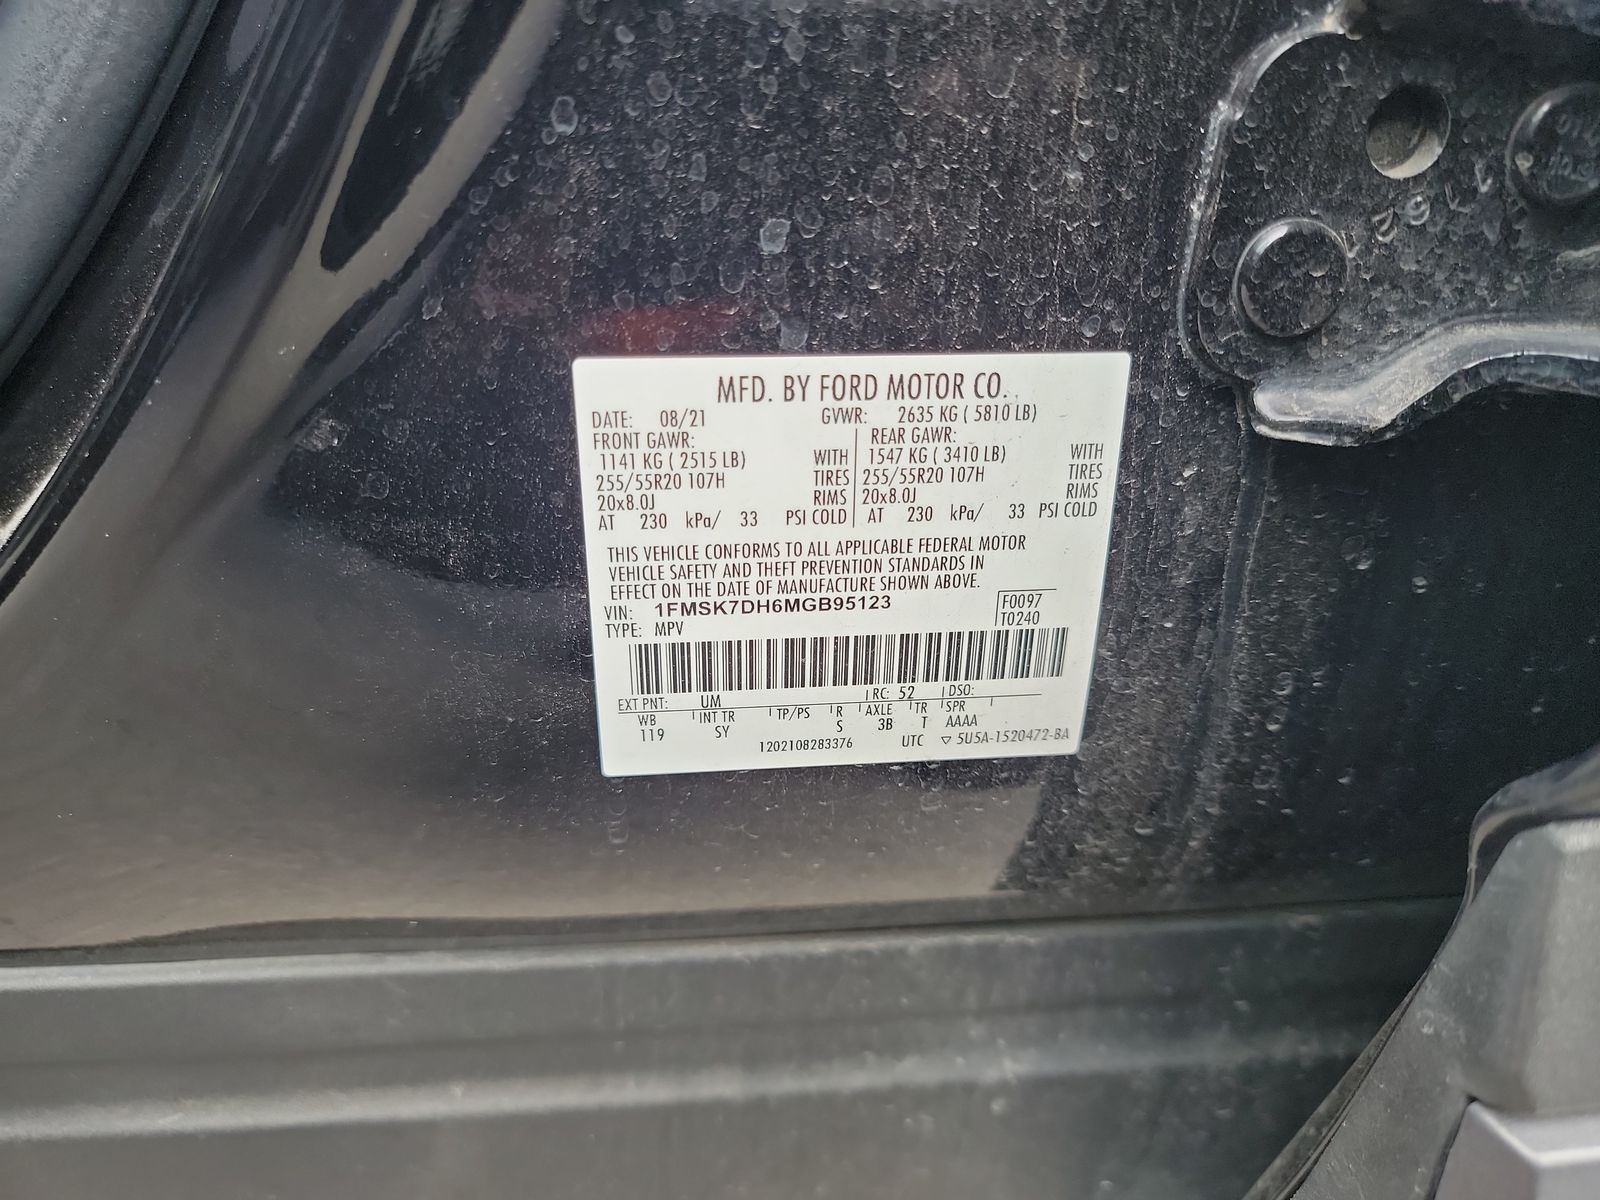 MFD. BY FORD MOTOR CO.
DATE: 08/21 GVWR: 2635 KG ( 5810 LB)
FRONT GAWR: REAR GAWR:
1141 KG ( 2515 LB) WITH 1547 KG ( 3410 LB) WITH
255/55R20 107H TIRES 255/55R20 107H TIRES
20x8.0J RIMS 20x8.0J RIMS
AT 230 kPa/ 33 PSI COLD AT 230 kPa/ 33 PSI COLD
THIS VEHICLE CONFORMS TO ALL APPLICABLE FEDERAL MOTOR
VEHICLE SAFETY AND THEFT PREVENTION STANDARDS IN
EFFECT ON THE DATE OF MANUFACTURE SHOWN ABOVE.
VIN: 1FMSK7DH6MGB95123 F0097
TYPE: MPV T0240
EXT PNT: UM RC: 52 DSO:
WB INT TR TP/PS R AXLE TR SPR
119 SY S 3B T AAAA
1202108283376 UTC ▽ 5U5A-1520472-BA